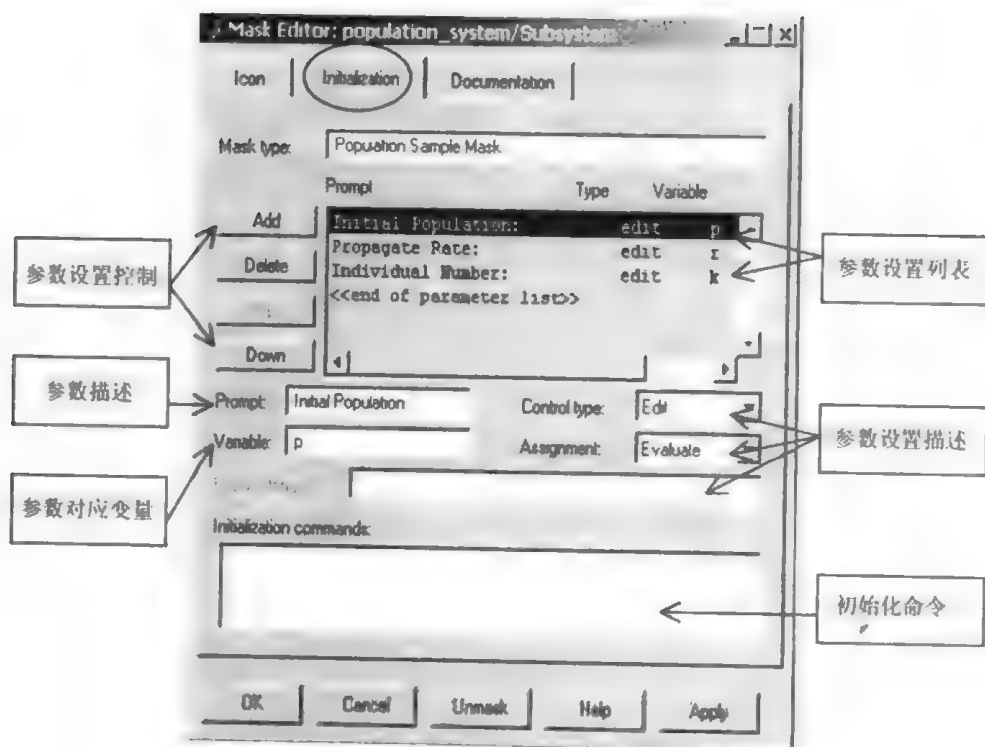 Mask Editor: population_system/Subsystem
Icon
Initialization
Documentation
Mask type:
Popuation Sample Mask
Prompt
Type
Variable
Add
Delete
Down
Initial Population: edit p
Propagate Rate: edit r
Individual Number: edit k
<<end of parameter list>>
参数设置控制
参数设置列表
参数描述
Prompt:
Initial Population
Control type:
Edit
Variable:
p
Assignment:
Evaluate
参数设置描述
参数对应变量
Initialization commands:
初始化命令
OK
Cancel
Unmask
Help
Apply